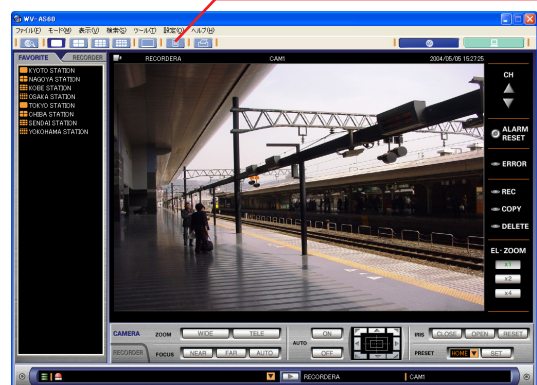 WV-AS60
ファイル(F) モード(M) 表示(V) 検索(S) ツール(T) 設定(O) ヘルプ(H)
FAVORITE RECORDER
RECORDERA CAM1 2004/05/05 15:27:25
KYOTO STATION
NAGOYA STATION
KOBE STATION
OSAKA STATION
TOKYO STATION
CHIBA STATION
SENDAI STATION
YOKOHAMA STATION
CH
ALARM
RESET
ERROR
REC
COPY
DELETE
EL-ZOOM
x1
x2
x4
CAMERA ZOOM WIDE TELE AUTO ON IRIS CLOSE OPEN RESET
RECORDER FOCUS NEAR FAR AUTO OFF PRESET HOME SET
RECORDERA CAM1